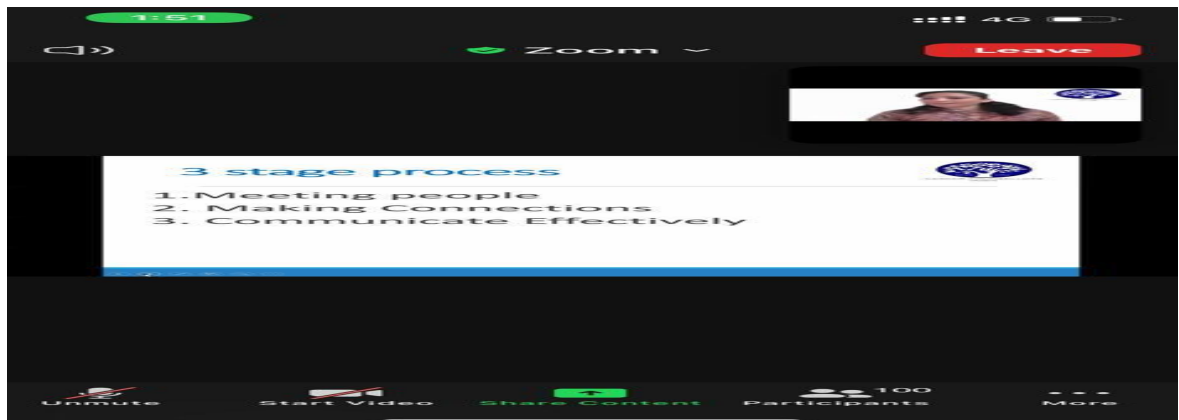 1:51 4G
Zoom Leave
3 stage process
1.Meeting people
2. Making Connections
3. Communicate Effectively
100
Unmute Start Video Share Content Participants More